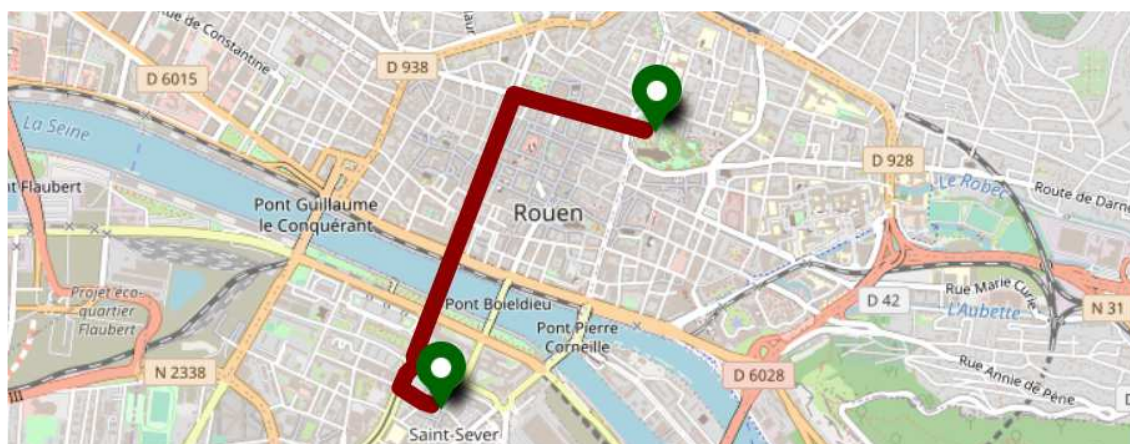 Rue de Constantine
D 938
D 6015
La Seine
t Flaubert
Pont Guillaume
le Conquérant
Rouen
D 928
Le Robec
Route de Darne
Projet éco-
quartier
Flaubert
Pont Boieldieu
Pont Pierre
Corneille
D 42
Rue Marie Curie
L'Aubette
N 31
N 2338
D 6028
Rue Annie de Pène
III
Saint-Sever
D